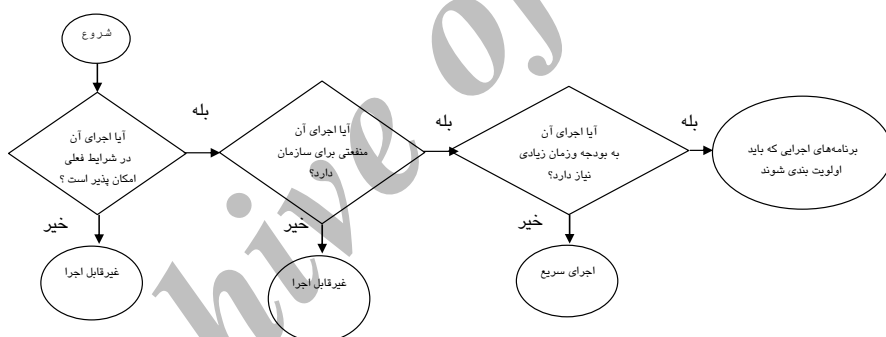 شروع
آیا اجرای آن
در شرایط فعلی
امکان پذیر است ؟
بله
خیر
غیرقابل اجرا
آیا اجرای آن
منفعتی برای سازمان
دارد؟
بله
خیر
غیرقابل اجرا
آیا اجرای آن
به بودجه وزمان زیادی
نیاز دارد؟
بله
خیر
اجرای سریع
برنامه‌های اجرایی که باید
اولویت بندی شوند
hive of